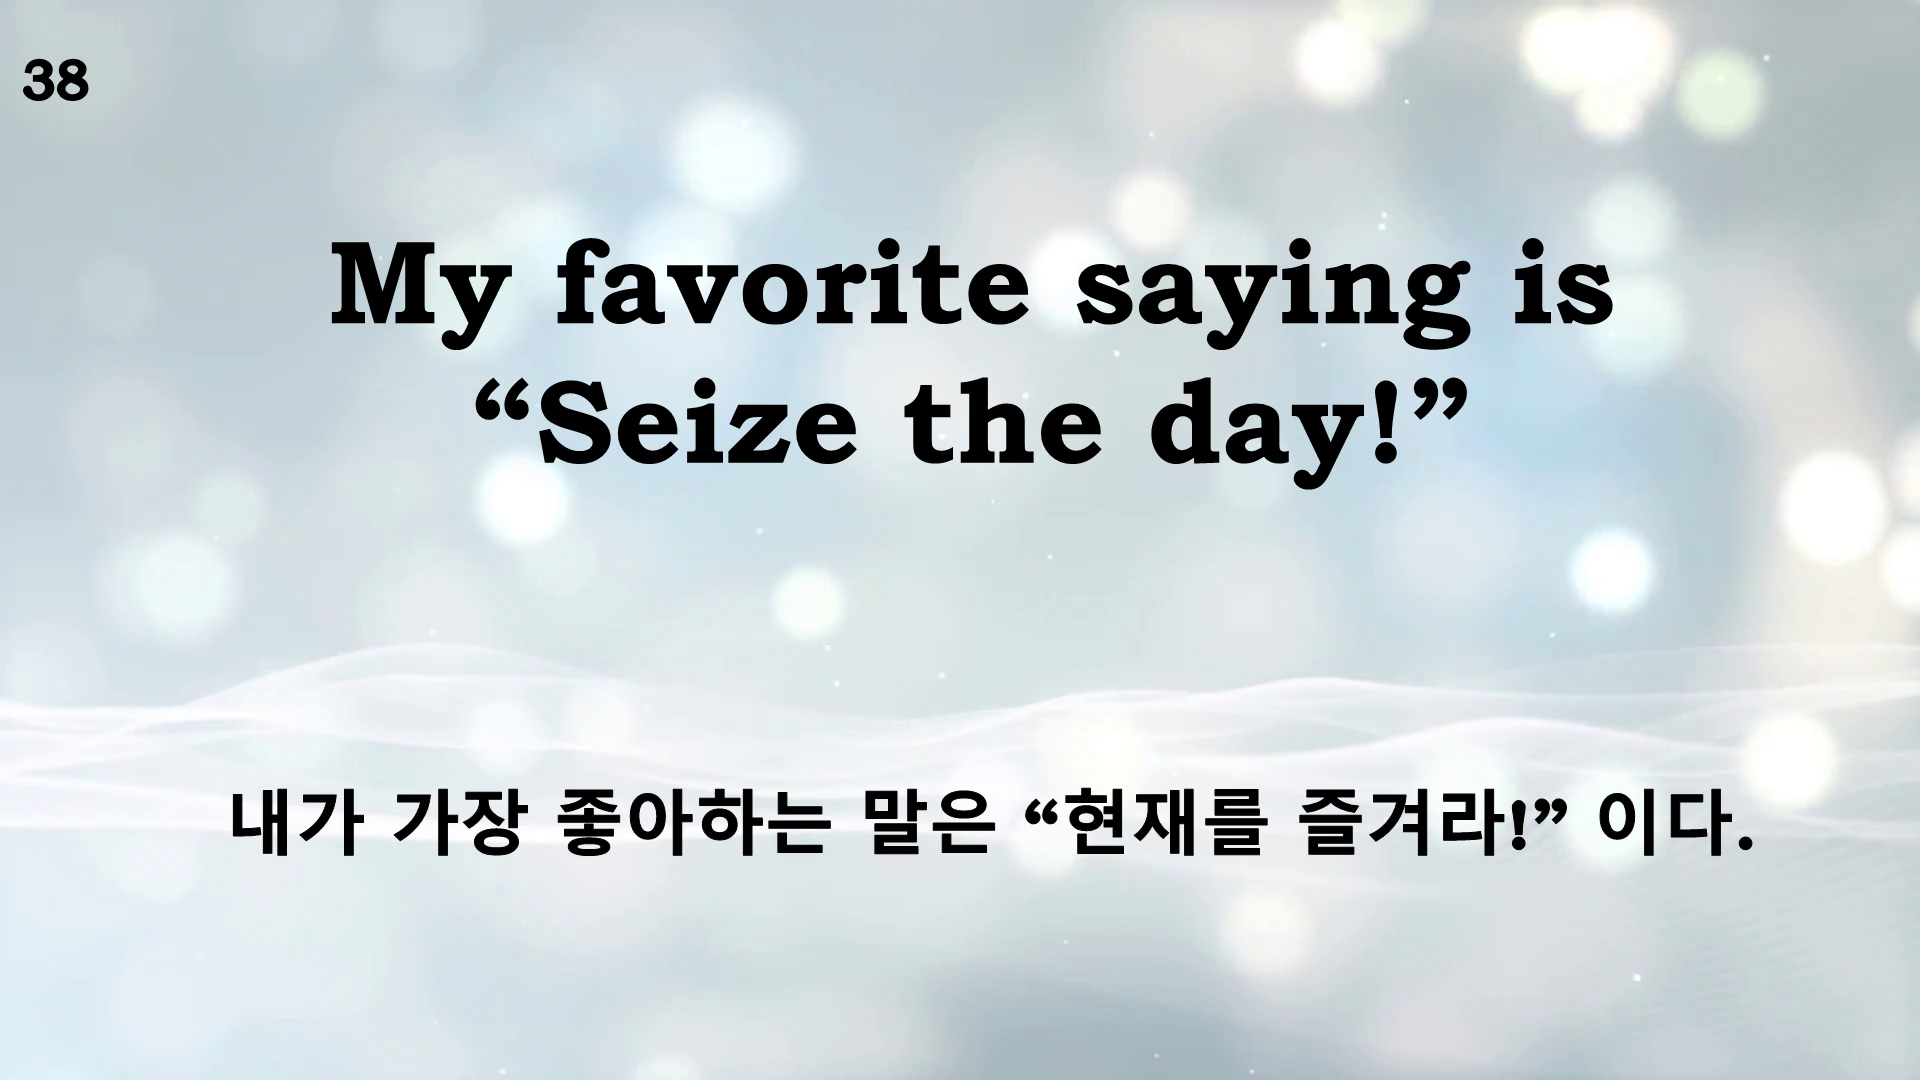 38
My favorite saying is
“Seize the day!”
내가 가장 좋아하는 말은 “현재를 즐겨라!” 이다.